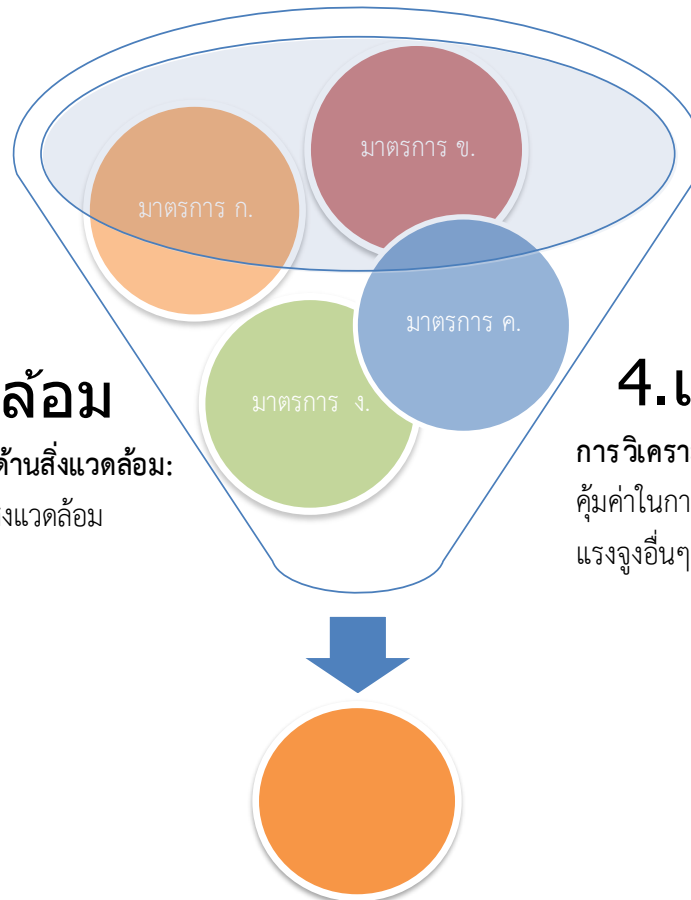 มาตรการ ข.
มาตรการ ก.
มาตรการ ค.
มาตรการ  ง.
ล้อม
ด้านสิ่งแวดล้อม:
งแวดล้อม
4.เ
การวิเครา
คุ้มค่าในกา
แรงจูงอื่นๆ